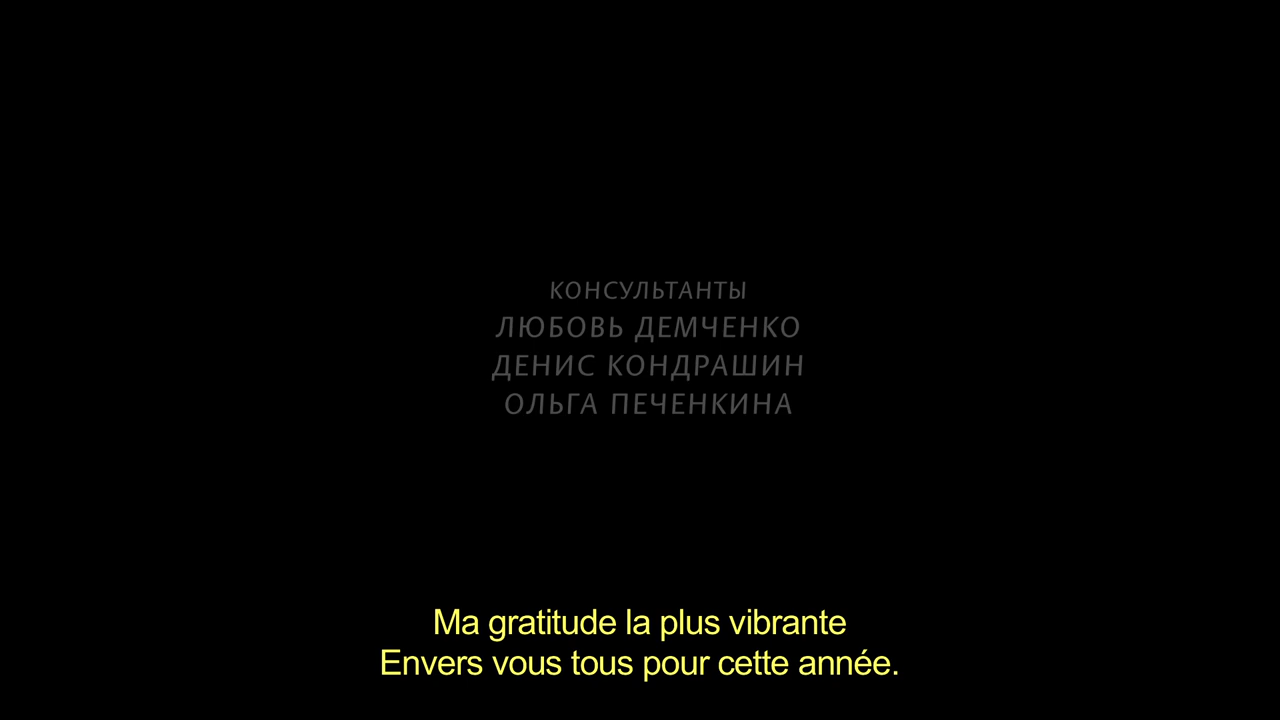 КОНСУЛЬТАНТЫ
ЛЮБОВЬ ДЕМЧЕНКО
ДЕНИС КОНДРАШИН
ОЛЬГА ПЕЧЕНКИНА
Ma gratitude la plus vibrante
Envers vous tous pour cette année.